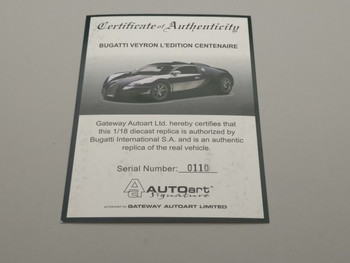 Certificate of Authenticity
BUGATTI VEYRON L'EDITION CENTENAIRE
Gateway Autoart Ltd. hereby certifies that
this 1/18 diecast replica is authorized by
Bugatti International S.A. and is an authentic
replica of the real vehicle.
Serial Number: 0110
AUTOart
Signature
GATEWAY AUTOART LIMITED